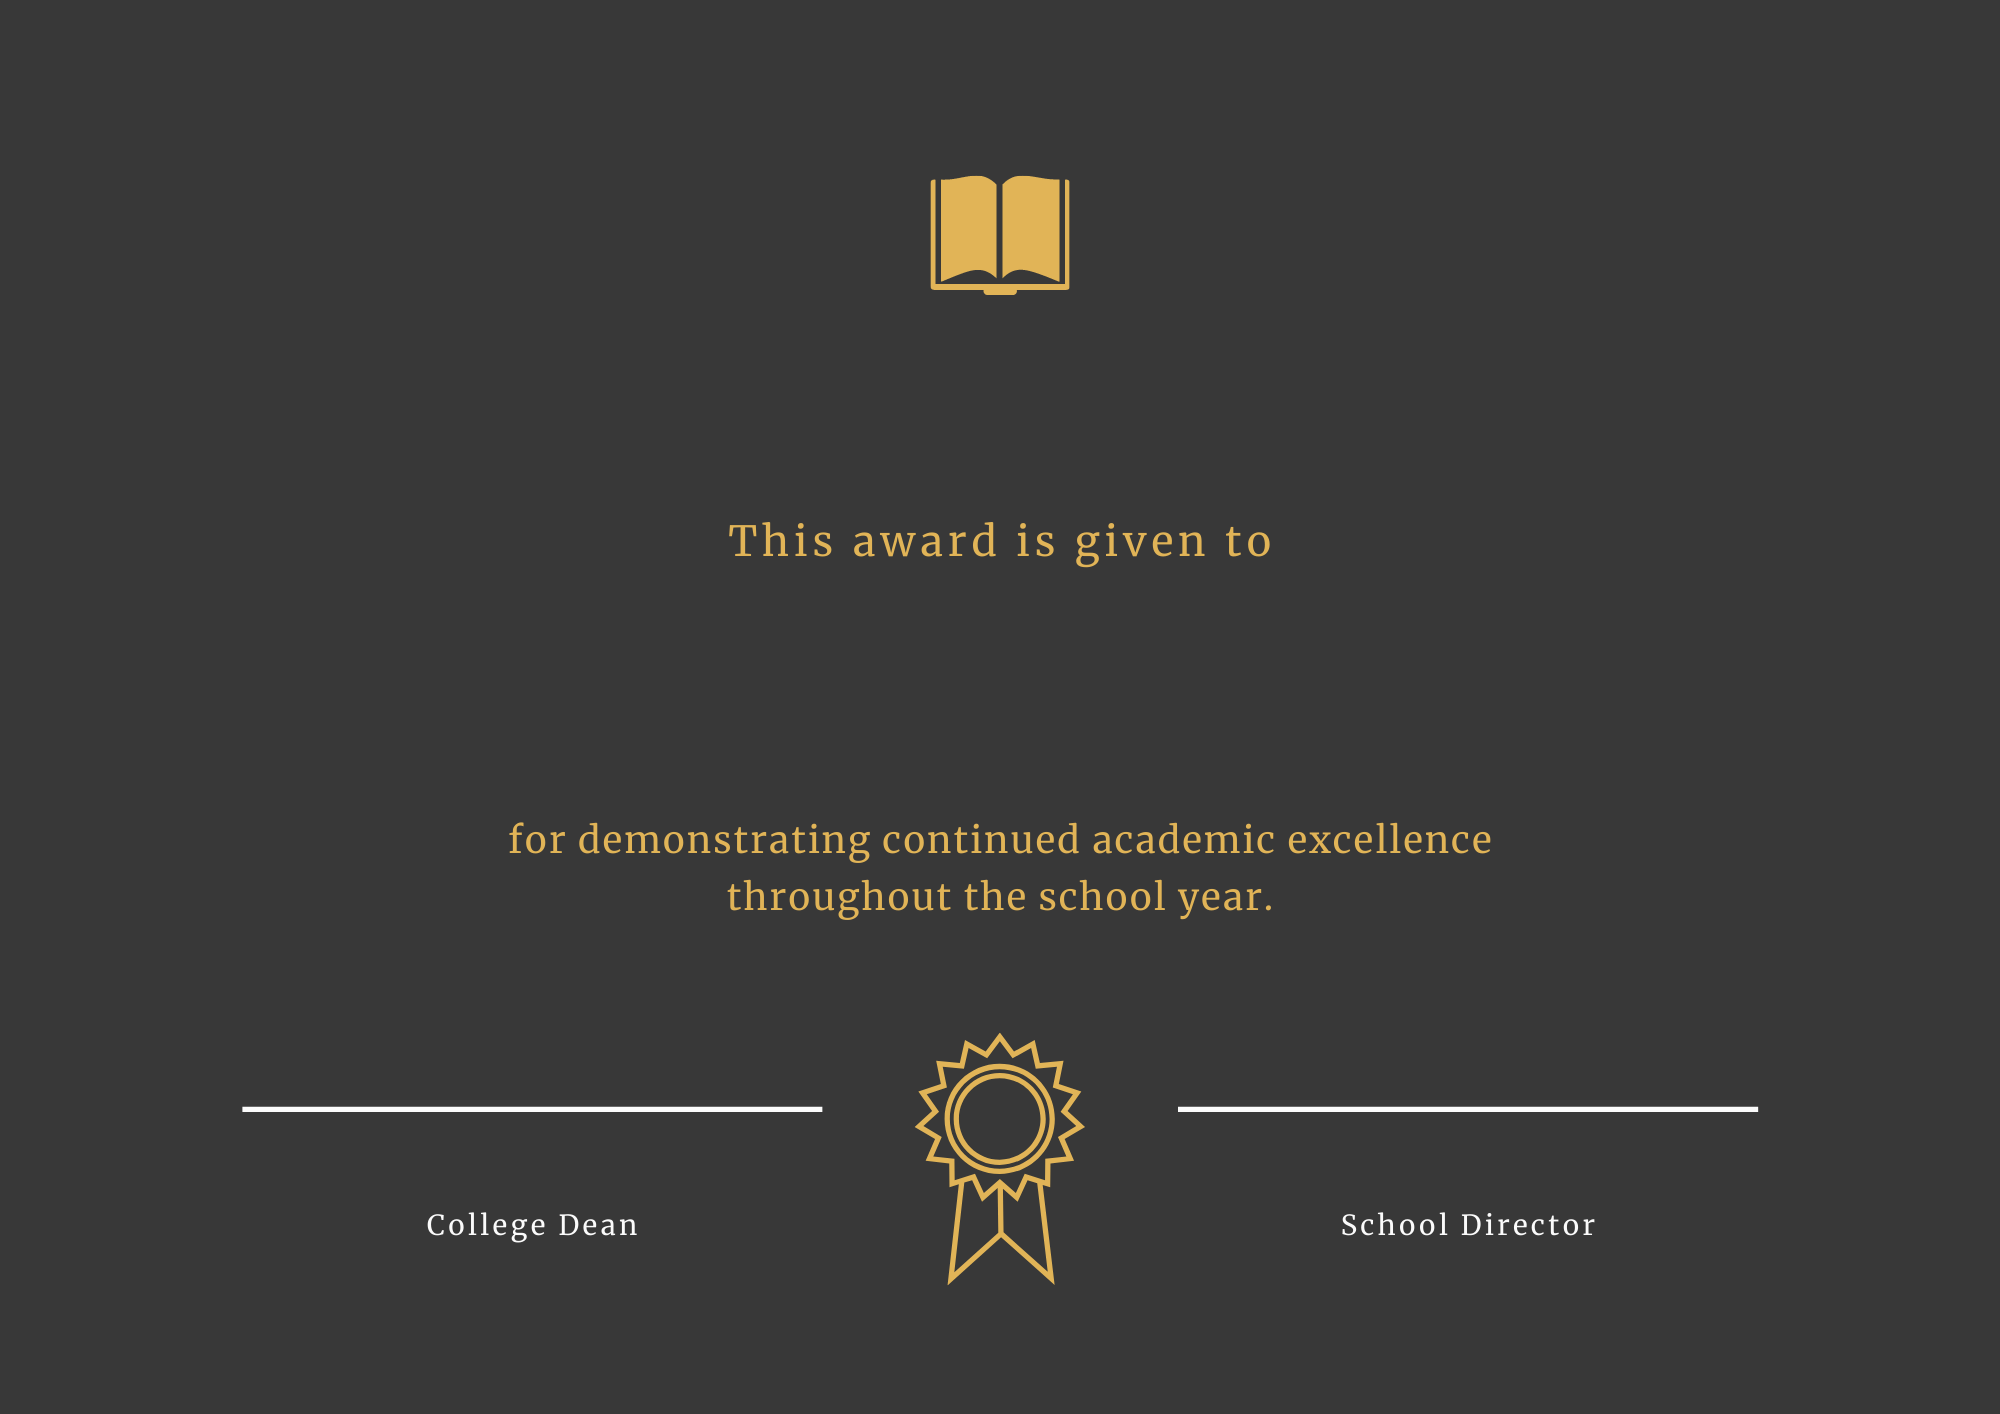 This award is given to
for demonstrating continued academic excellence
throughout the school year.
College Dean
School Director